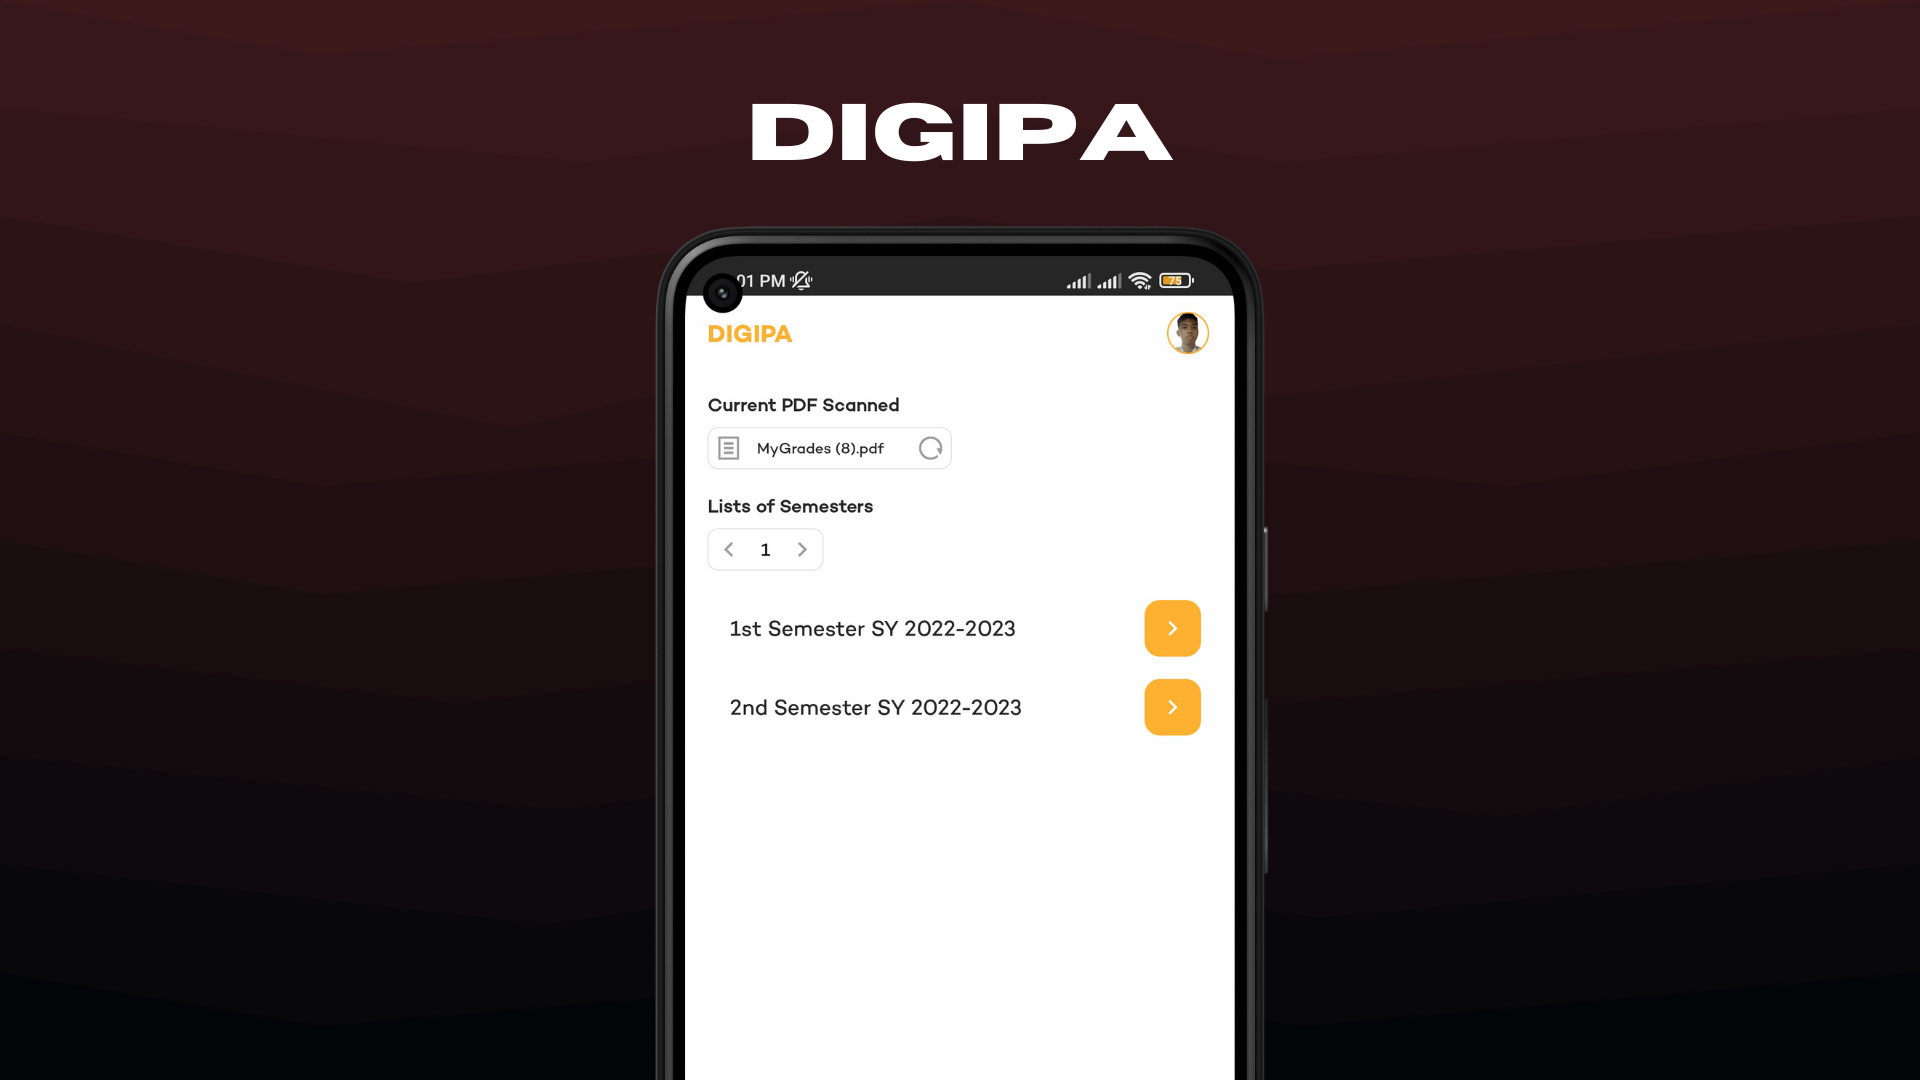 DIGIPA
01 PM
75
DIGIPA
Current PDF Scanned
MyGrades (8).pdf
Lists of Semesters
1
1st Semester SY 2022-2023
2nd Semester SY 2022-2023